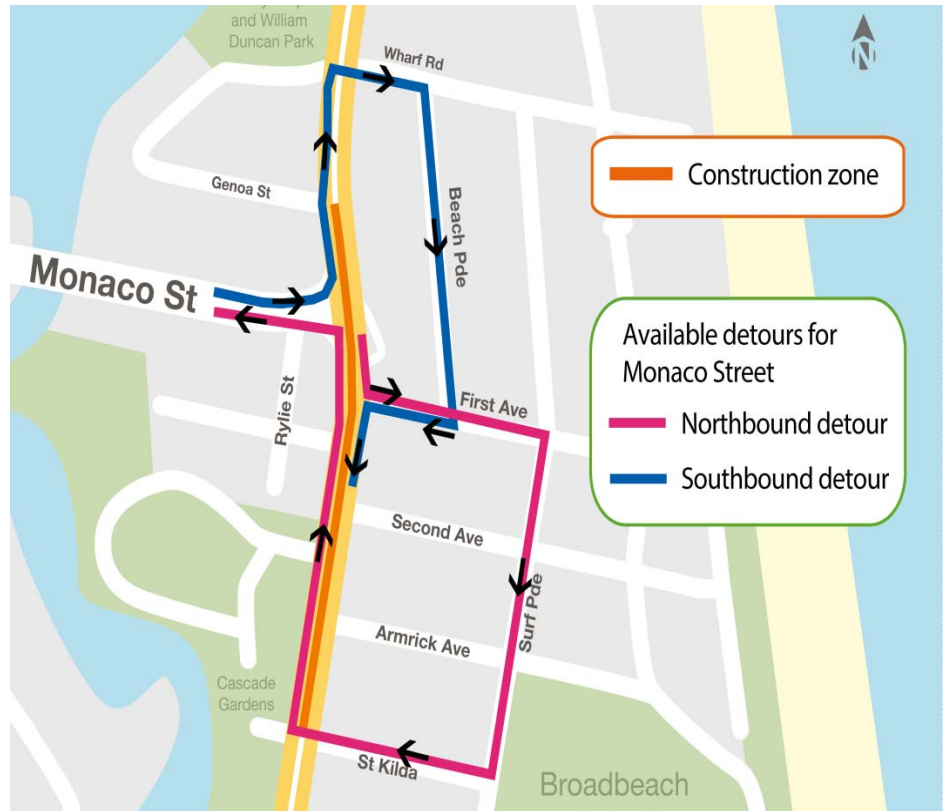 and William
Duncan Park
Wharf Rd
N
Genoa St
Construction zone
Beach Pde
Monaco St
Available detours for
Monaco Street
Northbound detour
Southbound detour
Rylie St
First Ave
Second Ave
Surf Pde
Armrick Ave
Cascade
Gardens
St Kilda
Broadbeach